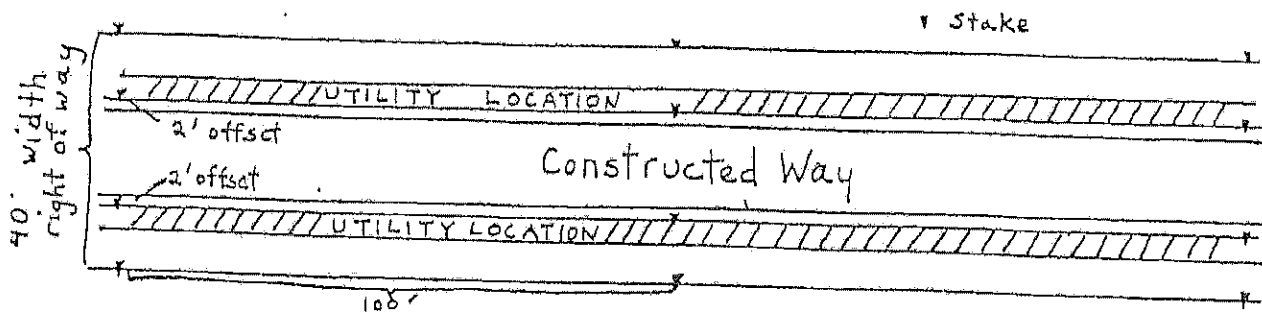 Stake
40' width
right of way
UTILITY LOCATION
2' offset
Constructed Way
2' offset
UTILITY LOCATION
100'